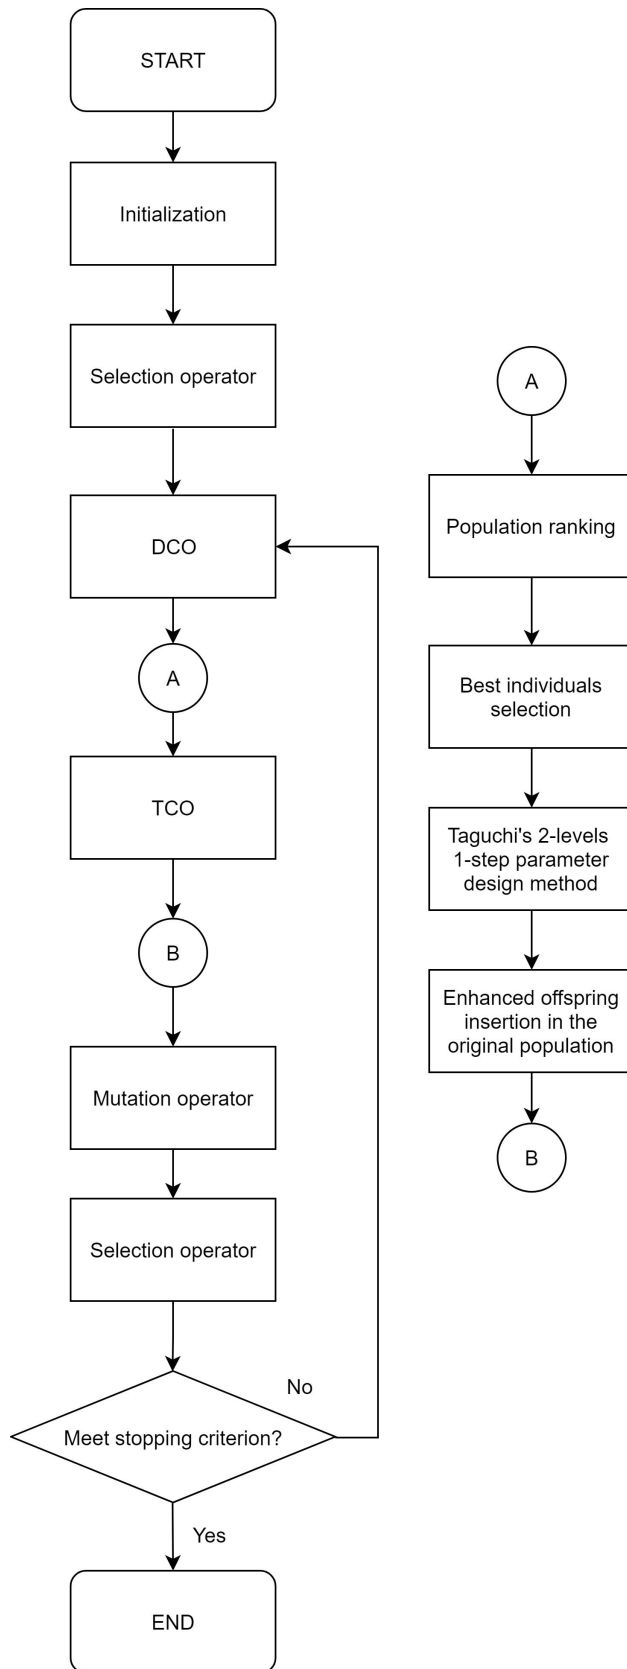 START
Initialization
Selection operator
DCO
A
TCO
B
Mutation operator
Selection operator
No
Meet stopping criterion?
Yes
END
A
Population ranking
Best individuals
selection
Taguchi's 2-levels
1-step parameter
design method
Enhanced offspring
insertion in the
original population
B